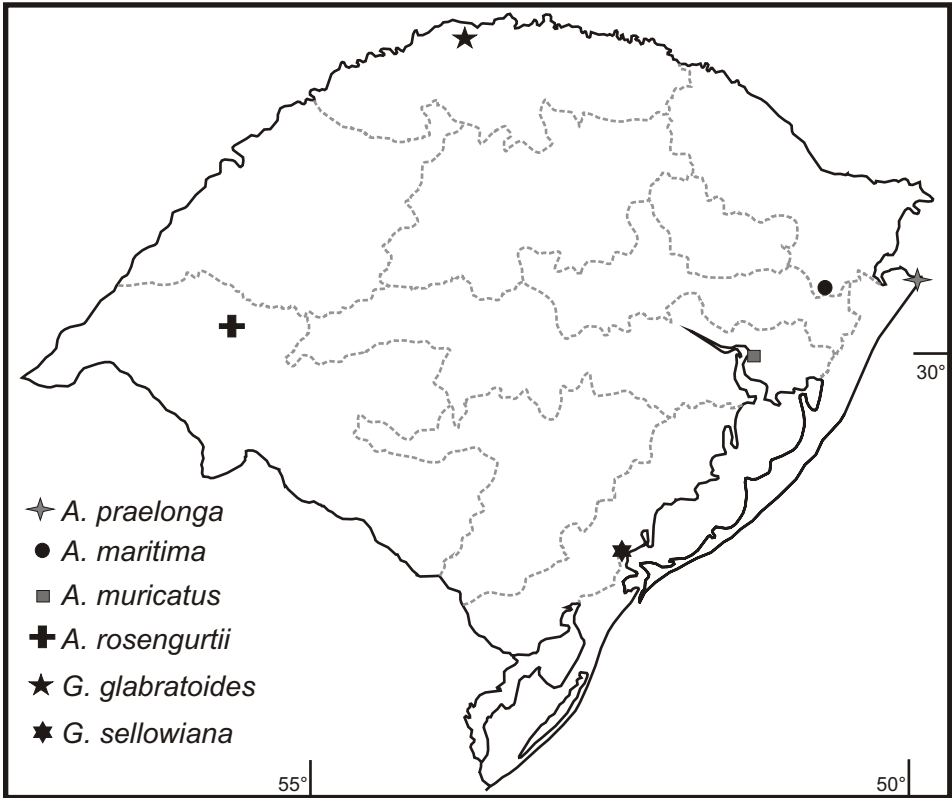 30°
A. praelonga
A. maritima
A. muricatus
A. rosengurtii
G. glabratoides
G. sellowiana
55°
50°